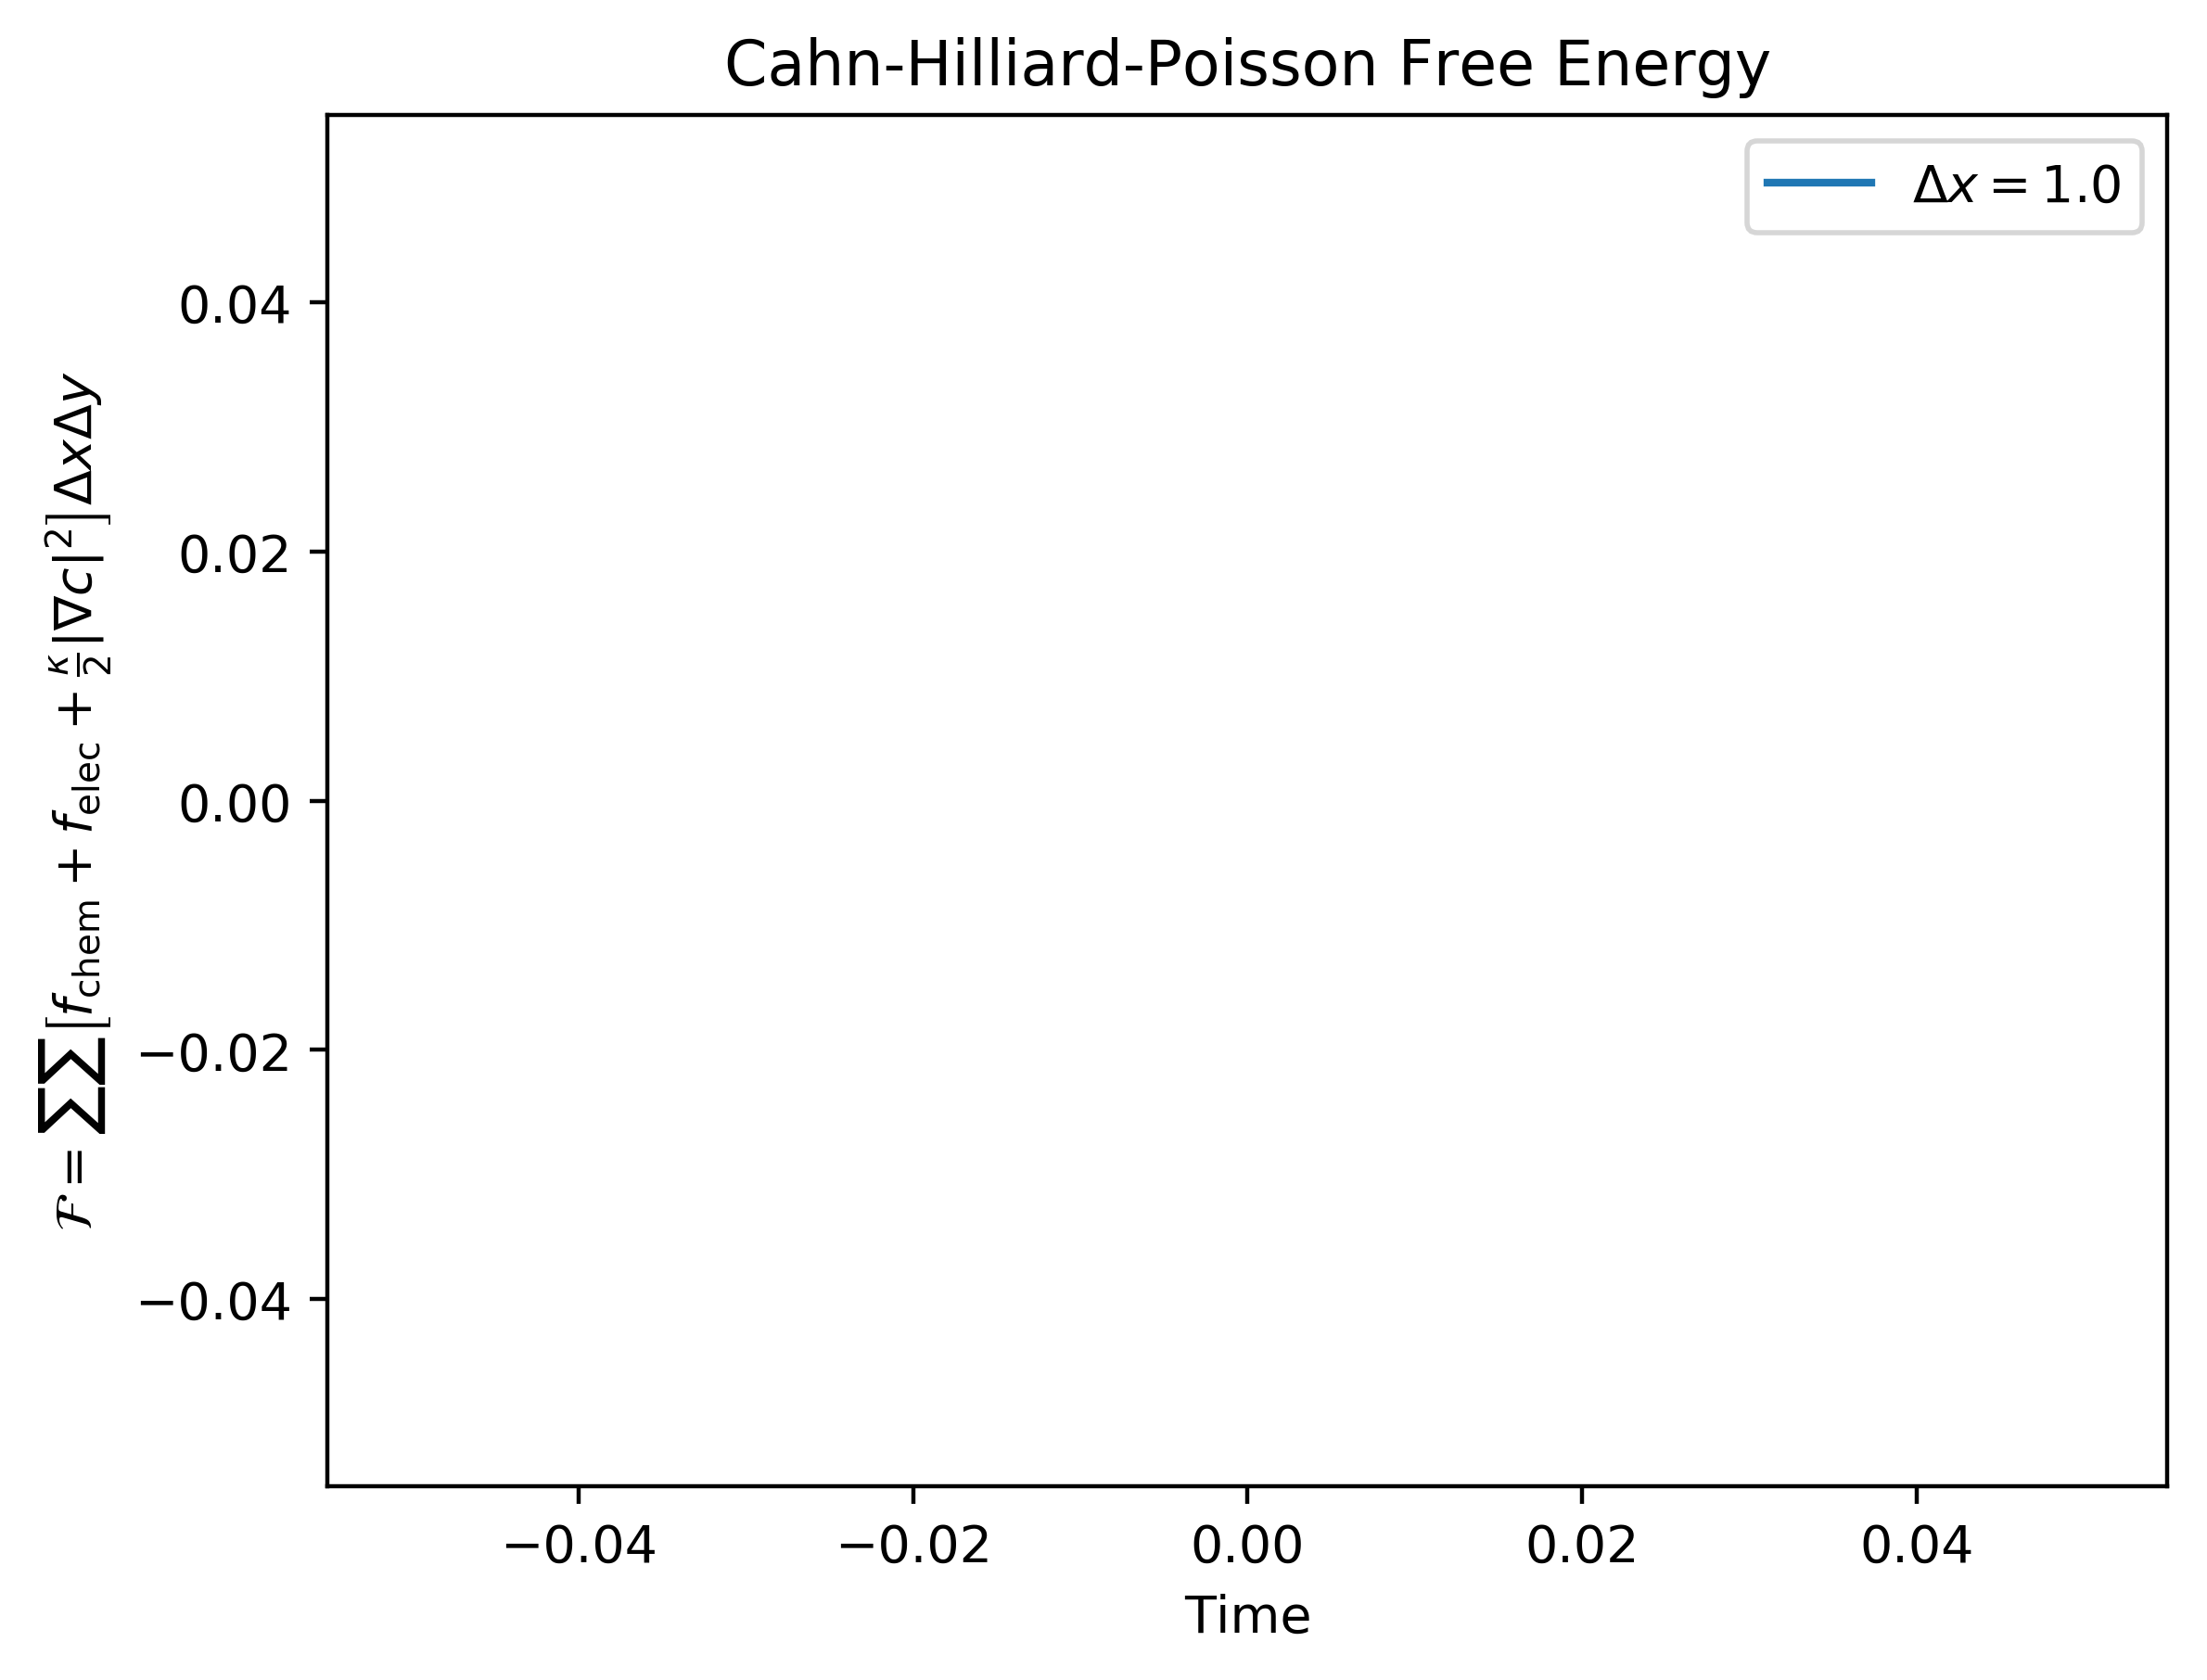 Cahn-Hilliard-Poisson Free Energy
Δx = 1.0
0.04
0.02
0.00
−0.02
−0.04
ℱ = ∑∑[f_chem + f_elec + κ/2|∇c|²]ΔxΔy
−0.04 −0.02 0.00 0.02 0.04
Time